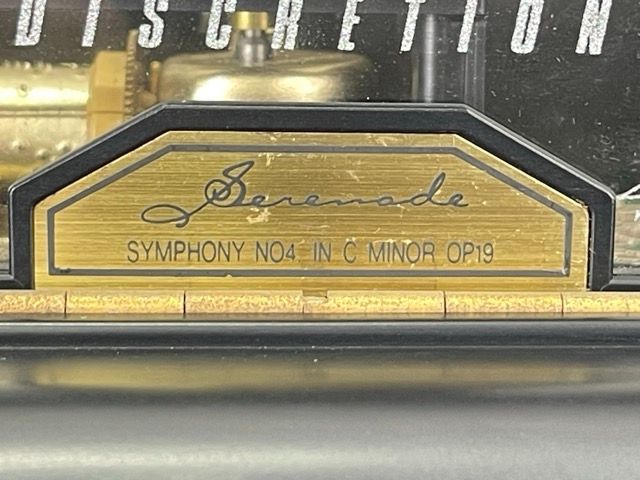 DISCRETION
Serenade
SYMPHONY NO4. IN C MINOR OP19